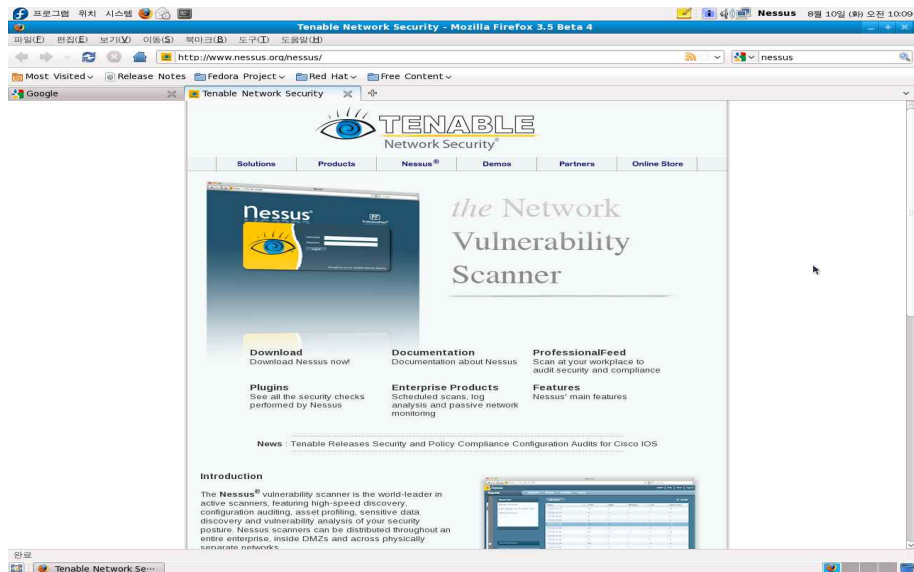 프로그램 위치 시스템 Nessus 8월 10일 (화) 오전 10:09
Tenable Network Security - Mozilla Firefox 3.5 Beta 4
파일(F) 편집(E) 보기(V) 이동(S) 북마크(B) 도구(T) 도움말(H)
http://www.nessus.org/nessus/ nessus
Most Visited Release Notes Fedora Project Red Hat Free Content
Google Tenable Network Security
TENABLE
Network Security®
Solutions Products Nessus® Demos Partners Online Store
Nessus
the Network
Vulnerability
Scanner
Download Documentation ProfessionalFeed
Download Nessus now! Documentation about Nessus Scan at your workplace to
audit security and compliance
Plugins Enterprise Products Features
See all the security checks Scheduled scans, log Nessus' main features
performed by Nessus analysis and passive network
monitoring
News : Tenable Releases Security and Policy Compliance Configuration Audits for Cisco IOS
Introduction
The Nessus® vulnerability scanner is the world-leader in
active scanners, featuring high-speed discovery,
configuration auditing, asset profiling, sensitive data
discovery and vulnerability analysis of your security
posture. Nessus scanners can be distributed throughout an
entire enterprise, inside DMZs and across physically
separate networks.
완료
Tenable Network Se...